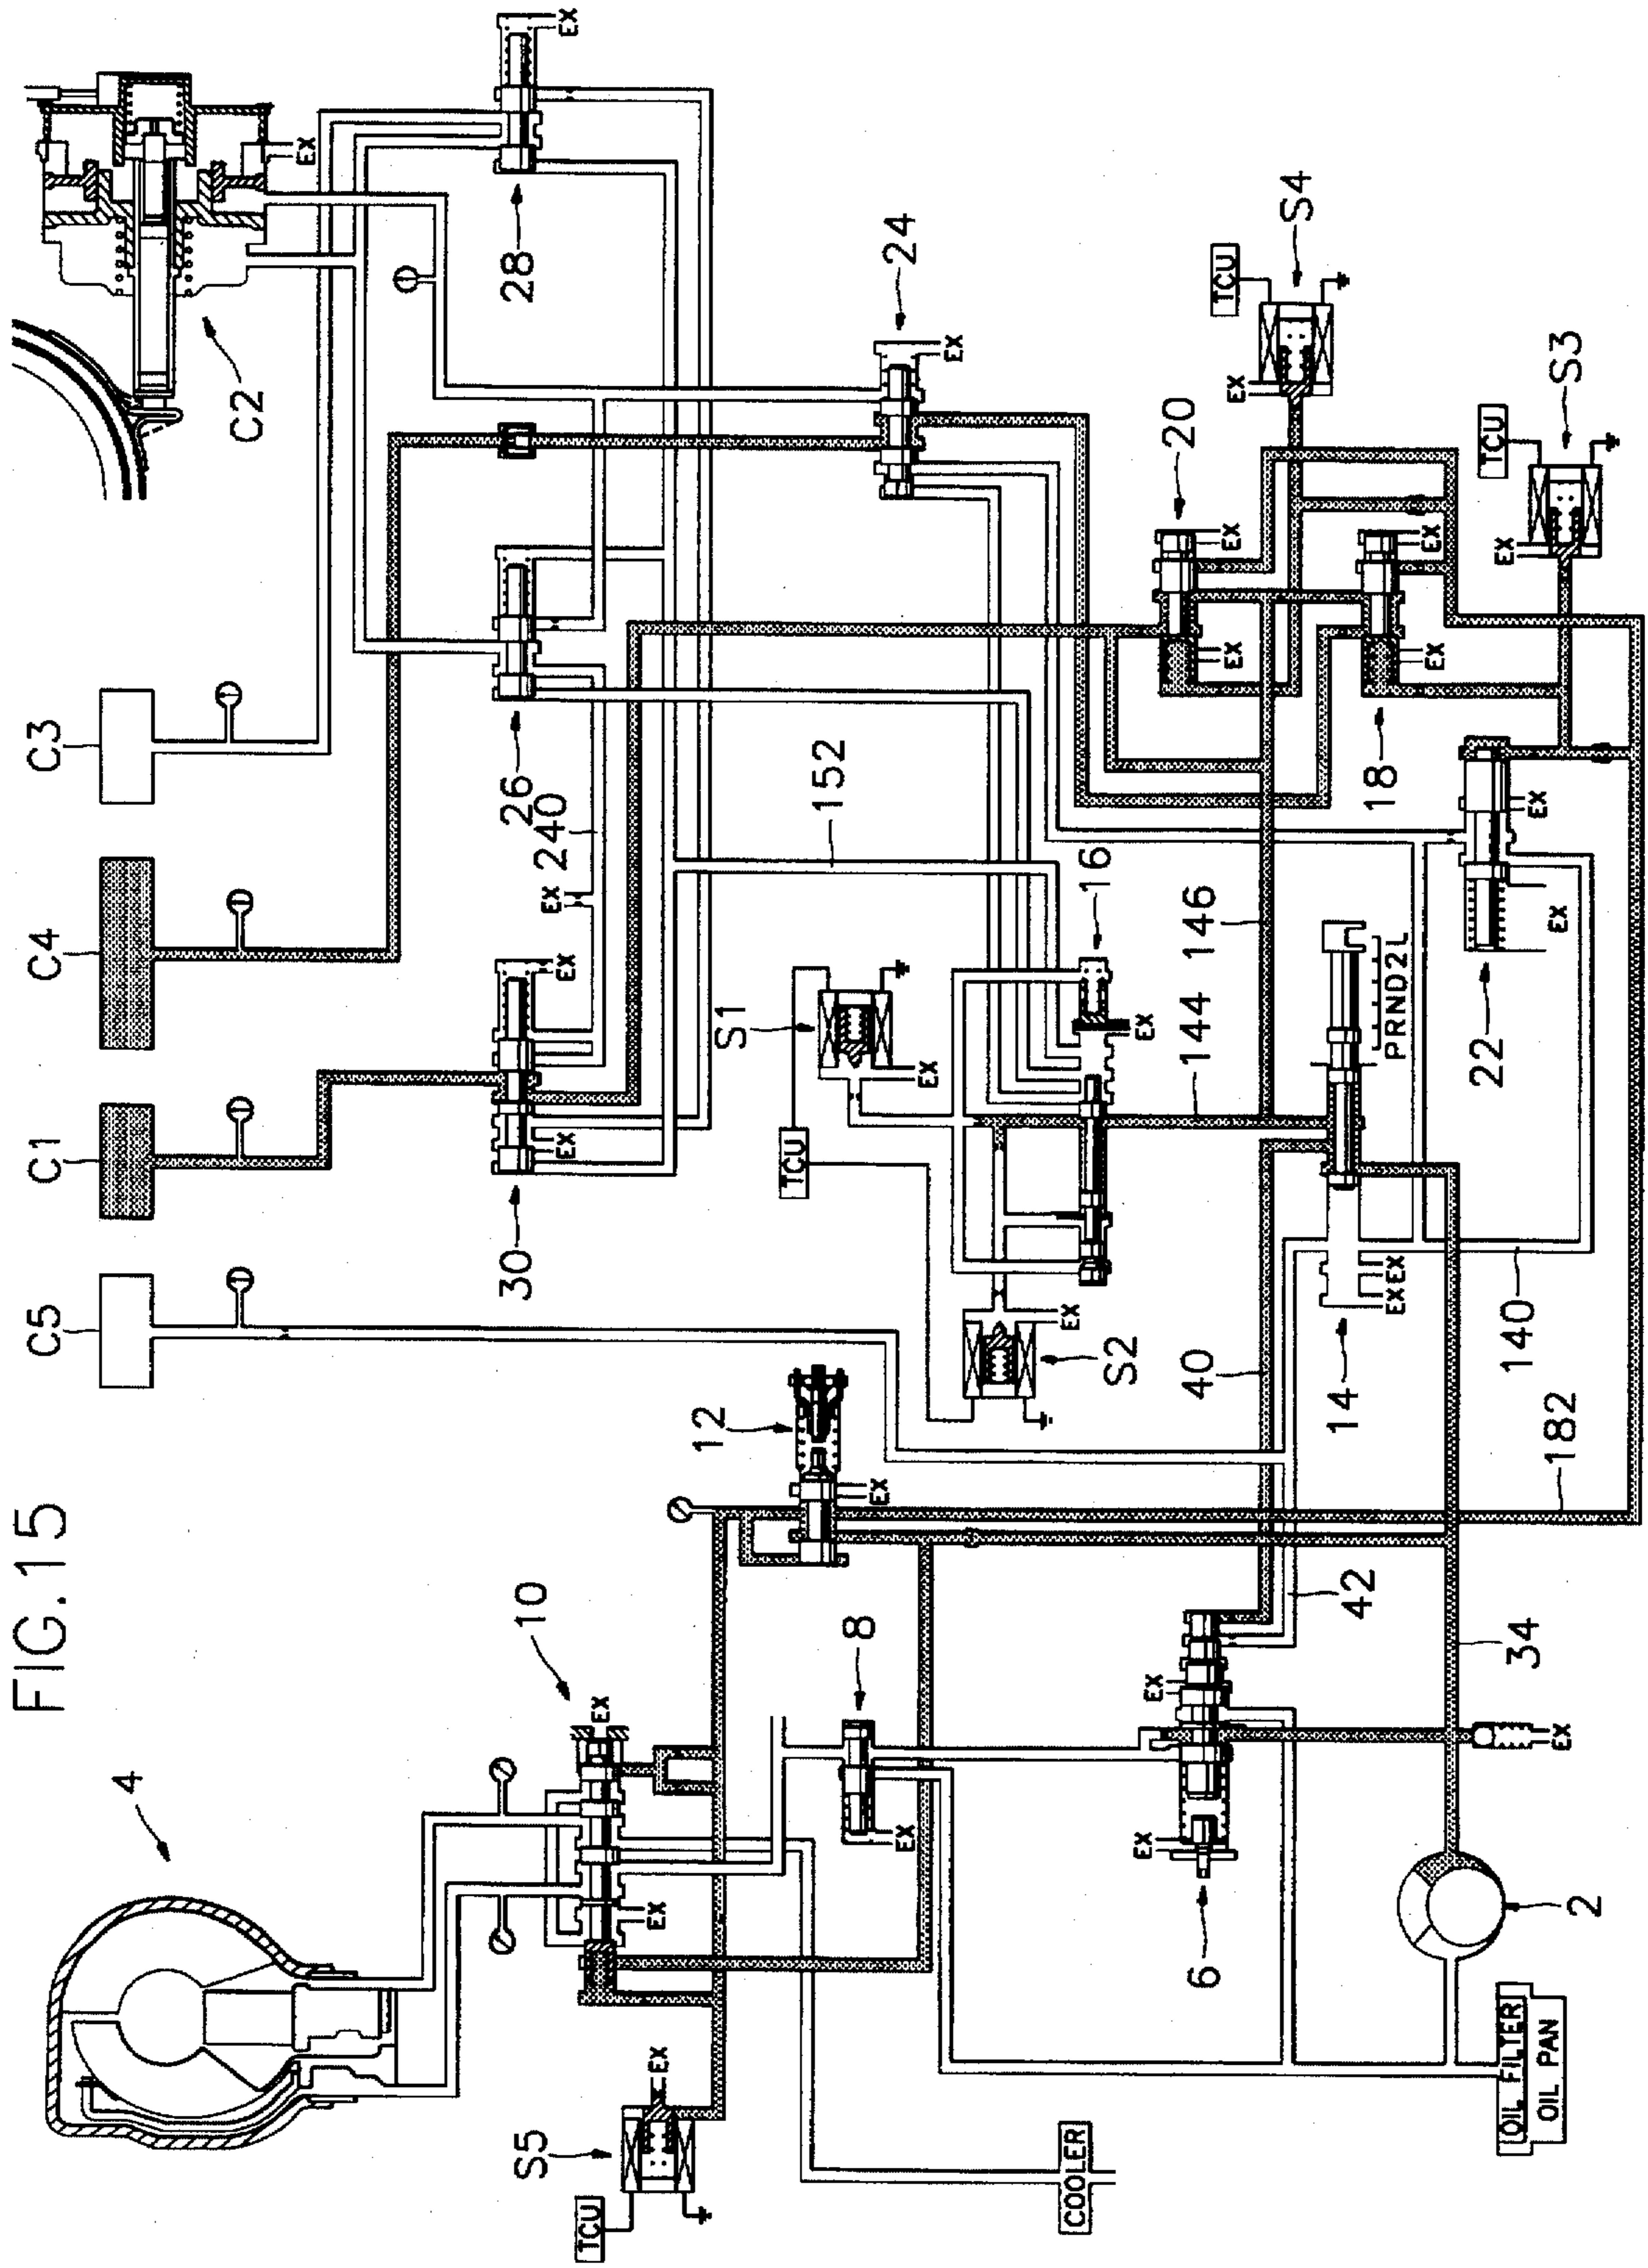 FIG.15
4
C5
C1
C4
C3
C2
EX
EX
10
EX
EX
S5
TCU
EX
COOLER
30
EX
EX
EX
240
26
28
24
EX
12
EX
8
EX
TCU
S1
EX
S2
EX
152
16
EX
144
146
20
EX
EX
TCU
S4
EX
18
EX
EX
TCU
S3
EX
6
EX
EX
42
40
14
EX
EX
PRND2L
22
EX
EX
140
182
34
EX
2
OIL FILTER
OIL PAN